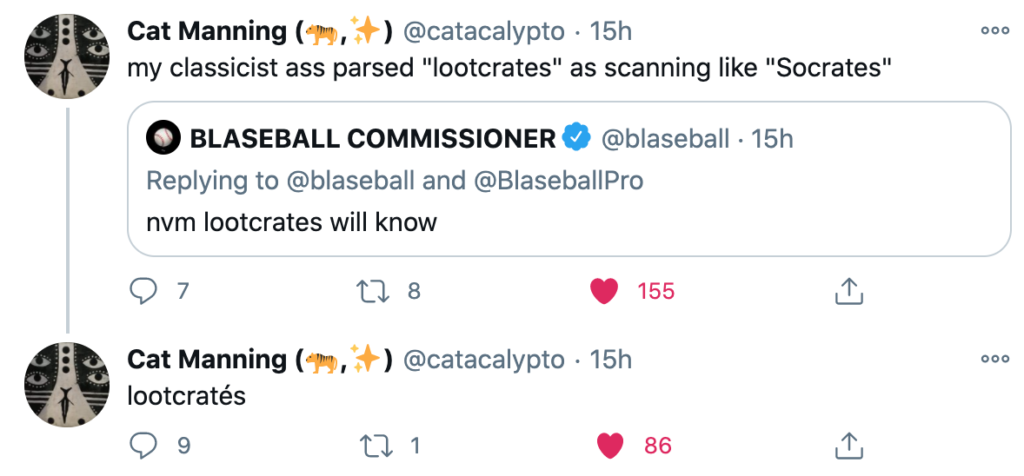 Cat Manning (🐅,✨) @catacalypto · 15h
my classicist ass parsed "lootcrates" as scanning like "Socrates"
BLASEBALL COMMISSIONER @blaseball · 15h
Replying to @blaseball and @BlaseballPro
nvm lootcrates will know
7 8 155
Cat Manning (🐅,✨) @catacalypto · 15h
lootcratés
9 1 86